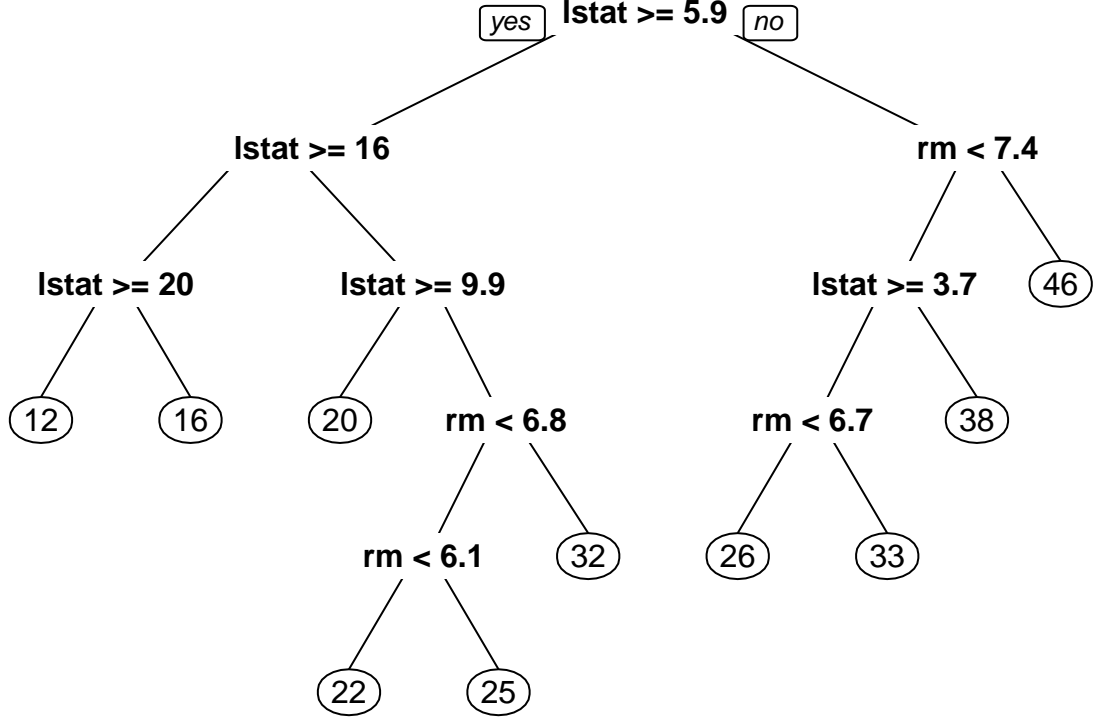 yes lstat >= 5.9 no
lstat >= 16 rm < 7.4
lstat >= 20 lstat >= 9.9 lstat >= 3.7 46
12 16 20 rm < 6.8 rm < 6.7 38
rm < 6.1 32 26 33
22 25